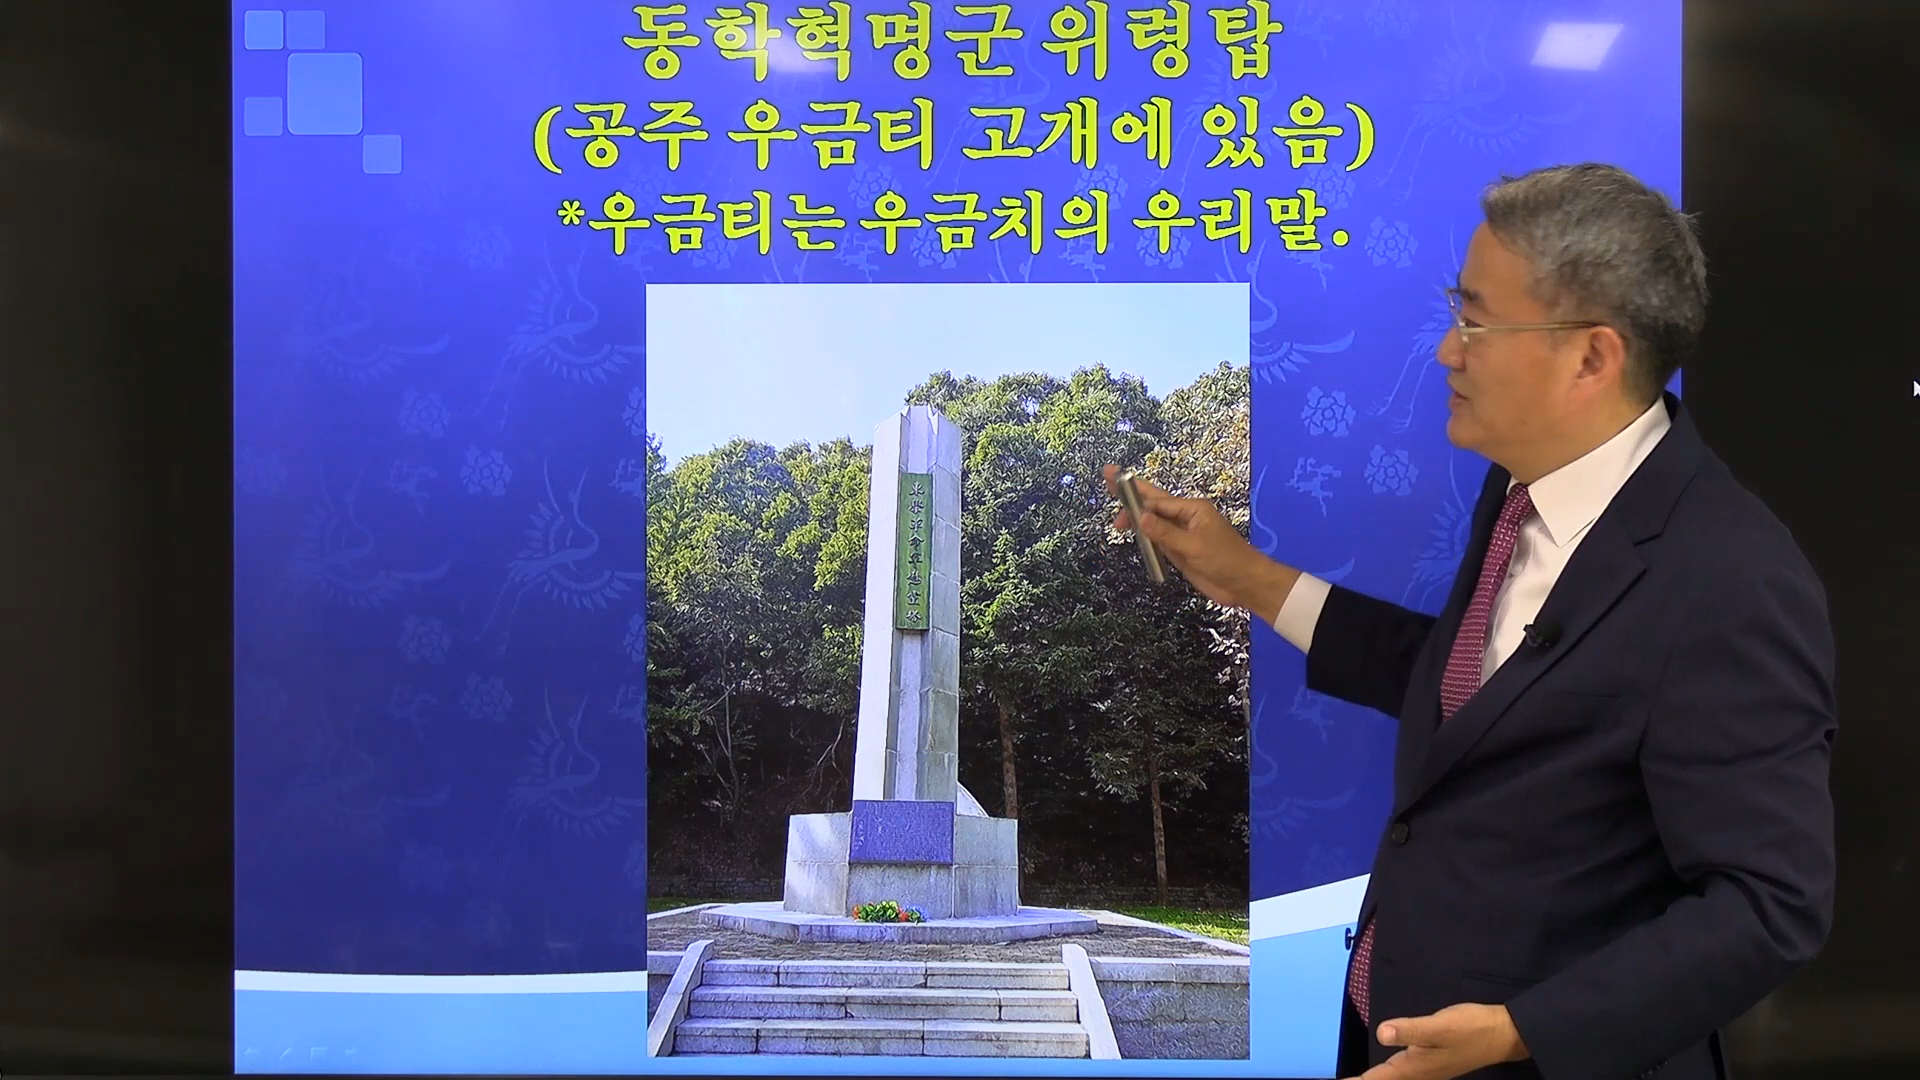 동학혁명군 위령탑
(공주 우금티 고개에 있음)
*우금티는 우금치의 우리말.